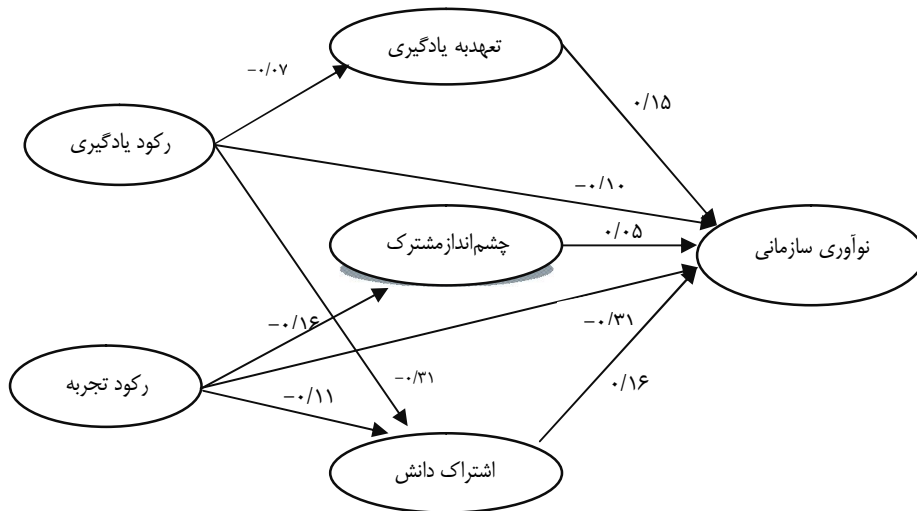 تعهدبه یادگیری
-۰/۰۷
۰/۱۵
رکود یادگیری
-۰/۱۰
چشم‌اندازمشترک
۰/۰۵
نوآوری سازمانی
-۰/۱۶
-۰/۳۱
رکود تجربه
-۰/۱۱
-۰/۳۱
۰/۱۶
اشتراک دانش